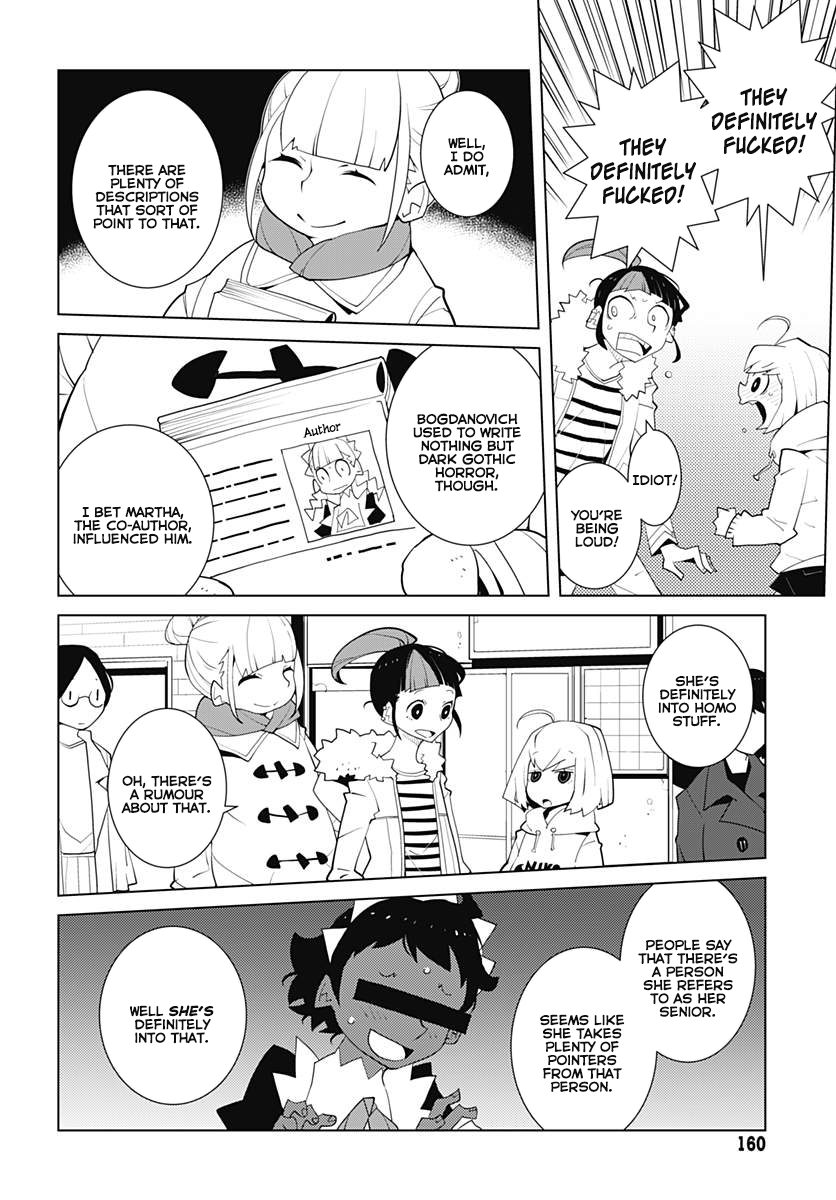 THEY
DEFINITELY
FUCKED!
THEY
DEFINITELY
FUCKED!
IDIOT!
YOU'RE
BEING
LOUD!
WELL,
I DO
ADMIT,
THERE ARE
PLENTY OF
DESCRIPTIONS
THAT SORT OF
POINT TO THAT.
BOGDANOVICH
USED TO WRITE
NOTHING BUT
DARK GOTHIC
HORROR,
THOUGH.
Author
I BET MARTHA,
THE CO-AUTHOR,
INFLUENCED HIM.
SHE'S
DEFINITELY
INTO HOMO
STUFF.
OH, THERE'S
A RUMOUR
ABOUT THAT.
PEOPLE SAY
THAT THERE'S
A PERSON
SHE REFERS
TO AS HER
SENIOR.
SEEMS LIKE
SHE TAKES
PLENTY OF
POINTERS
FROM THAT
PERSON.
WELL SHE'S
DEFINITELY
INTO THAT.
160